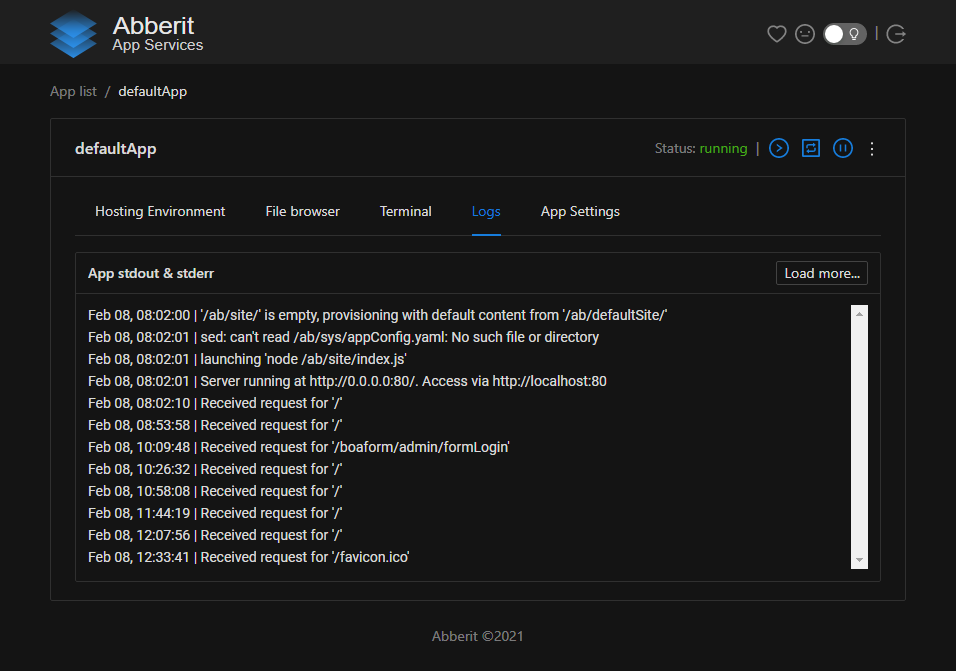 Abberit
App Services
|
App list / defaultApp
defaultApp
Status: running |
Hosting Environment File browser Terminal Logs App Settings
App stdout & stderr
Load more...
Feb 08, 08:02:00 | '/ab/site/' is empty, provisioning with default content from '/ab/defaultSite/'
Feb 08, 08:02:01 | sed: can't read /ab/sys/appConfig.yaml: No such file or directory
Feb 08, 08:02:01 | launching 'node /ab/site/index.js'
Feb 08, 08:02:01 | Server running at http://0.0.0.0:80/. Access via http://localhost:80
Feb 08, 08:02:10 | Received request for '/'
Feb 08, 08:53:58 | Received request for '/'
Feb 08, 10:09:48 | Received request for '/boaform/admin/formLogin'
Feb 08, 10:26:32 | Received request for '/'
Feb 08, 10:58:08 | Received request for '/'
Feb 08, 11:44:19 | Received request for '/'
Feb 08, 12:07:56 | Received request for '/'
Feb 08, 12:33:41 | Received request for '/favicon.ico'
Abberit ©2021